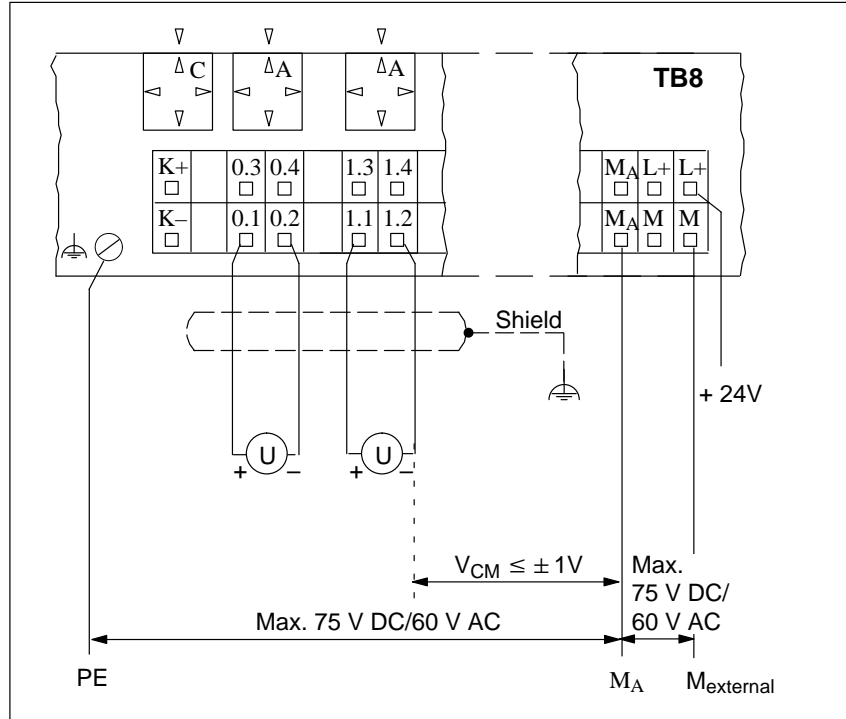 C A A TB8
K+ 0.3 0.4 1.3 1.4 MA L+ L+
K– 0.1 0.2 1.1 1.2 MA M M
Shield
+ 24V
U U
+ – + –
VCM ≤ ± 1V
Max.
75 V DC/
60 V AC
Max. 75 V DC/60 V AC
PE MA Mexternal